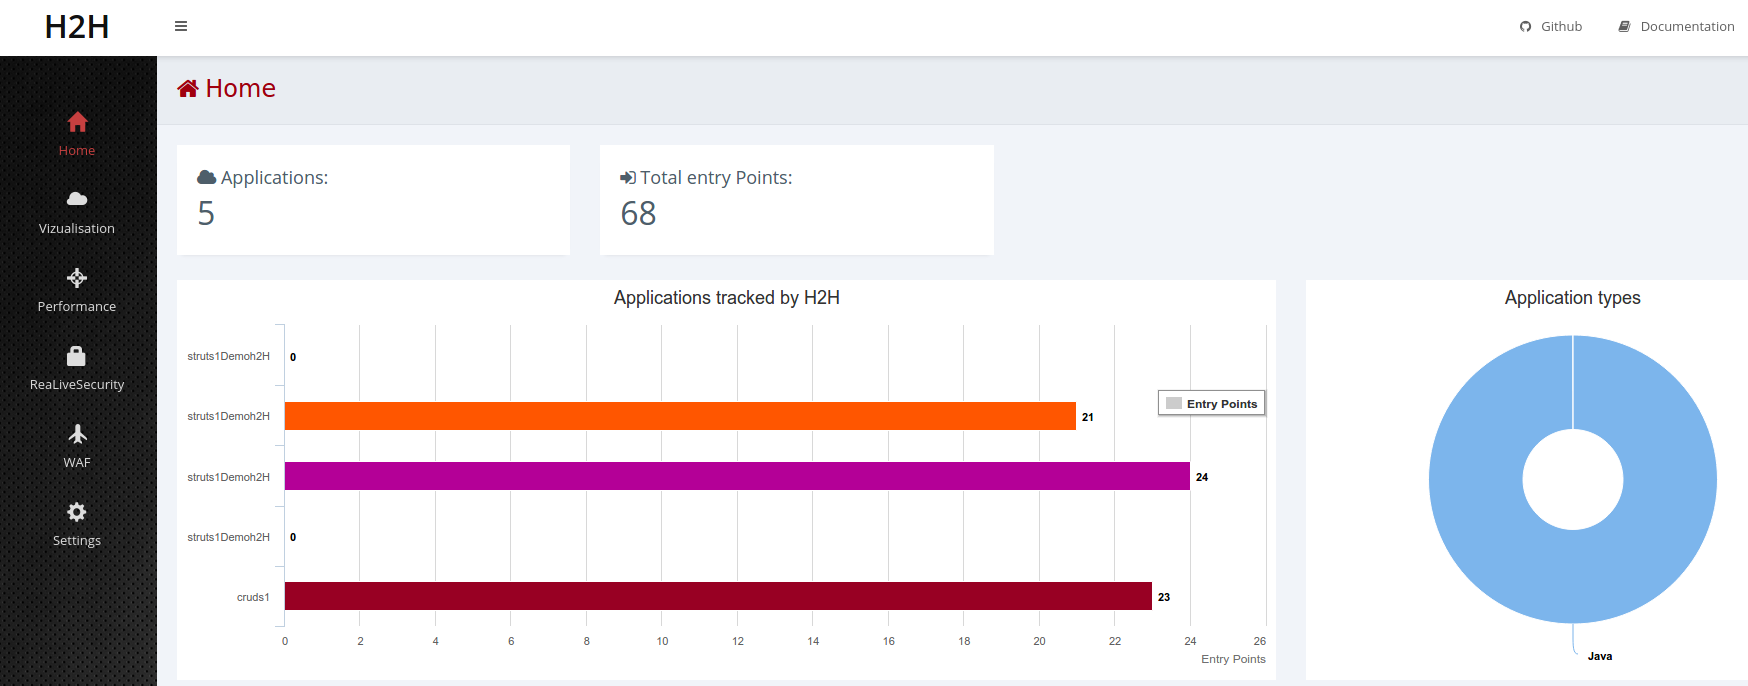 H2H
Github
Documentation
Home
Home
Vizualisation
Performance
ReaLiveSecurity
WAF
Settings
Applications:
5
Total entry Points:
68
Applications tracked by H2H
struts1Demoh2H
0
struts1Demoh2H
21
struts1Demoh2H
24
struts1Demoh2H
0
cruds1
23
Entry Points
0 2 4 6 8 10 12 14 16 18 20 22 24 26
Entry Points
Application types
Java